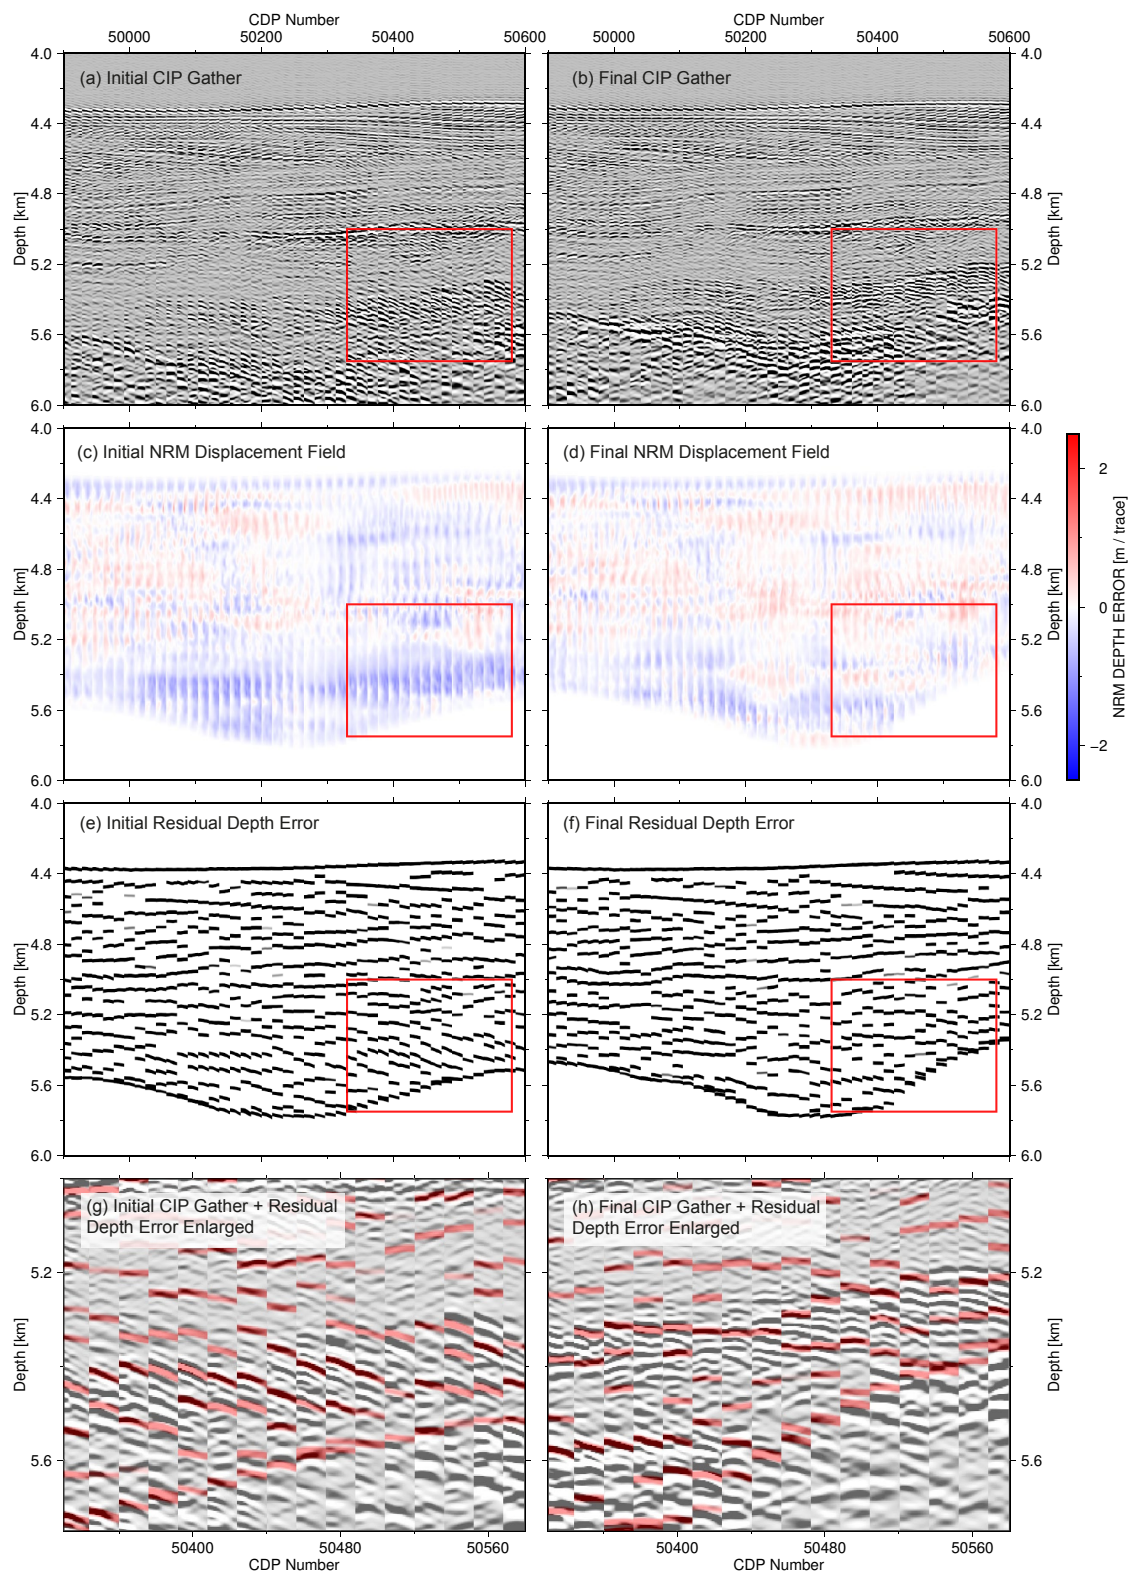 CDP Number
CDP Number
50000 50200 50400 50600
50000 50200 50400 50600
(a) Initial CIP Gather
(b) Final CIP Gather
4.0
4.4
4.8
5.2
5.6
6.0
Depth [km]
4.0
4.4
4.8
5.2
5.6
6.0
Depth [km]
(c) Initial NRM Displacement Field
(d) Final NRM Displacement Field
4.0
4.4
4.8
5.2
5.6
6.0
Depth [km]
4.0
4.4
4.8
5.2
5.6
6.0
Depth [km]
2
0
−2
NRM DEPTH ERROR [m / trace]
(e) Initial Residual Depth Error
(f) Final Residual Depth Error
4.0
4.4
4.8
5.2
5.6
6.0
Depth [km]
4.0
4.4
4.8
5.2
5.6
6.0
Depth [km]
(g) Initial CIP Gather + Residual
Depth Error Enlarged
(h) Final CIP Gather + Residual
Depth Error Enlarged
5.2
5.6
Depth [km]
5.2
5.6
Depth [km]
50400 50480 50560
50400 50480 50560
CDP Number
CDP Number